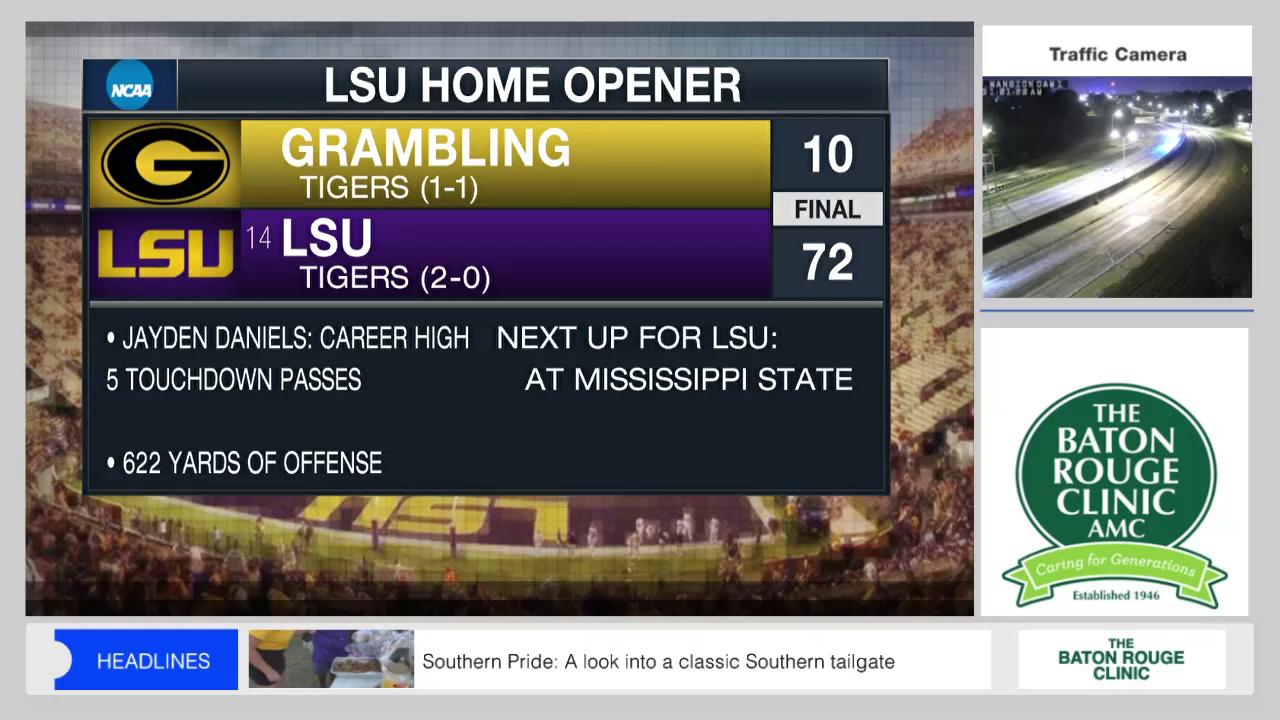 NCAA
LSU HOME OPENER
G
GRAMBLING
TIGERS (1-1)
10
FINAL
LSU
14 LSU
TIGERS (2-0)
72
• JAYDEN DANIELS: CAREER HIGH
5 TOUCHDOWN PASSES
• 622 YARDS OF OFFENSE
NEXT UP FOR LSU:
AT MISSISSIPPI STATE
LSU
Traffic Camera
THE
BATON
ROUGE
CLINIC
AMC
Caring for Generations
Established 1946
HEADLINES
Southern Pride: A look into a classic Southern tailgate
THE
BATON ROUGE
CLINIC